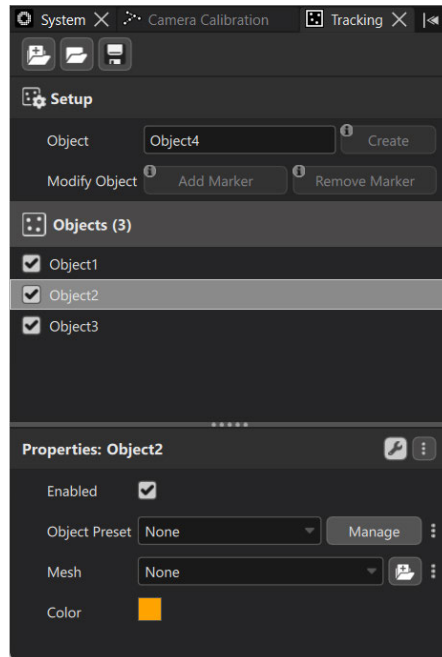 System Camera Calibration Tracking
Setup
Object Object4 Create
Modify Object Add Marker Remove Marker
Objects (3)
Object1
Object2
Object3
Properties: Object2
Enabled
Object Preset None Manage
Mesh None
Color